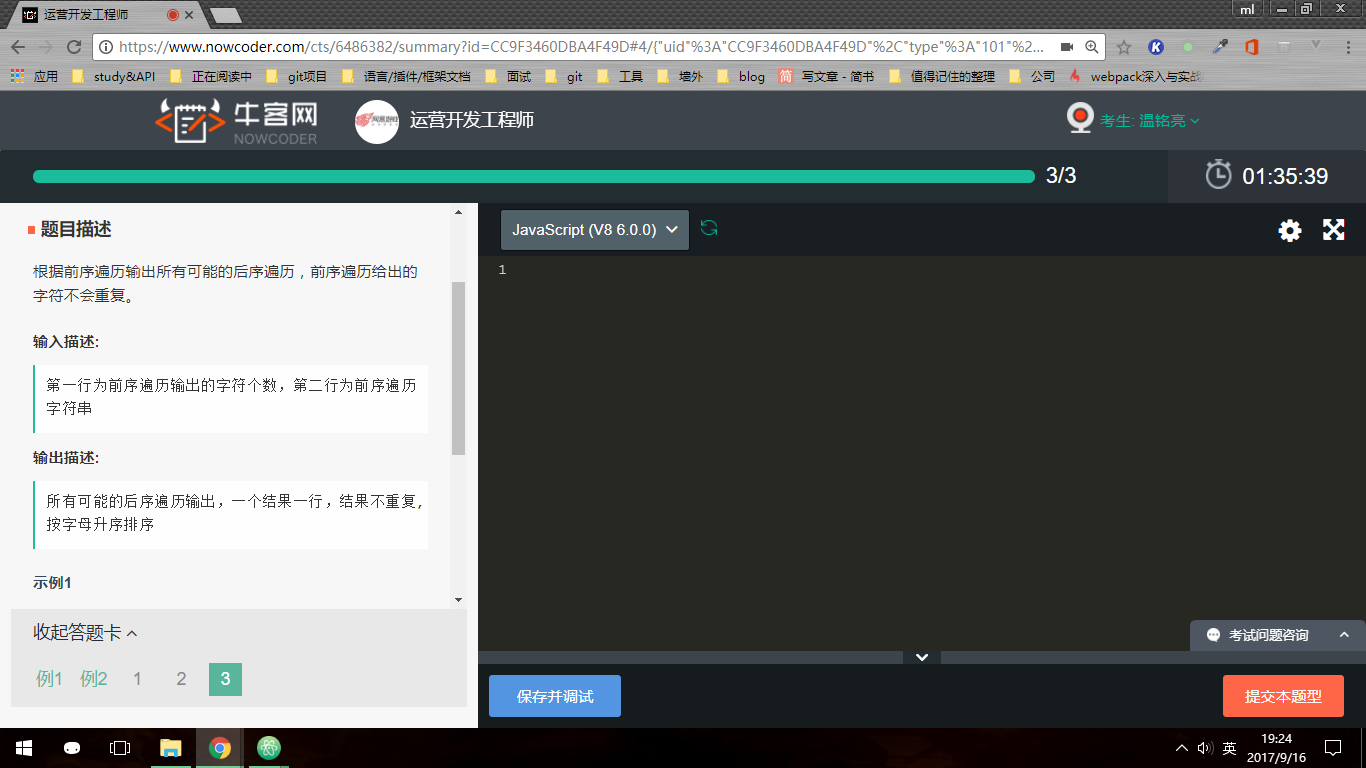 运营开发工程师
ml
https://www.nowcoder.com/cts/6486382/summary?id=CC9F3460DBA4F49D#4/{"uid"%3A"CC9F3460DBA4F49D"%2C"type"%3A"101"%2...
应用 study&API 正在阅读中 git项目 语言/插件/框架文档 面试 git 工具 墙外 blog 简 写文章 - 简书 值得记住的整理 公司 webpack深入与实战
牛客网
NOWCODER
运营开发工程师
考生: 温铭亮
3/3
01:35:39
题目描述
根据前序遍历输出所有可能的后序遍历，前序遍历给出的
字符不会重复。
输入描述:
第一行为前序遍历输出的字符个数，第二行为前序遍历
字符串
输出描述:
所有可能的后序遍历输出，一个结果一行，结果不重复，
按字母升序排序
示例1
收起答题卡
例1 例2 1 2 3
JavaScript (V8 6.0.0)
1
考试问题咨询
保存并调试
提交本题型
英
19:24
2017/9/16